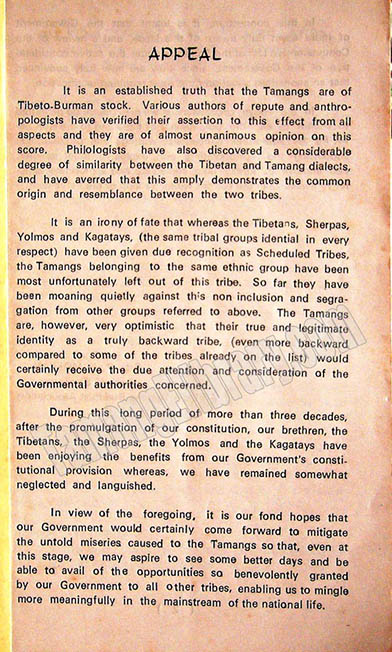 APPEAL
It is an established truth that the Tamangs are of
Tibeto-Burman stock. Various authors of repute and anthro-
pologists have verified their assertion to this effect from all
aspects and they are of almost unanimous opinion on this
score. Philologists have also discovered a considerable
degree of similarity between the Tibetan and Tamang dialects,
and have averred that this amply demonstrates the common
origin and resemblance between the two tribes.
It is an irony of fate that whereas the Tibetans, Sherpas,
Yolmos and Kagatays, (the same tribal groups idential in every
respect) have been given due recognition as Scheduled Tribes,
the Tamangs belonging to the same ethnic group have been
most unfortunately left out of this tribe. So far they have
been moaning quietly against this non inclusion and segra-
gation from other groups referred to above. The Tamangs
are, however, very optimistic that their true and legitimate
identity as a truly backward tribe, (even more backward
compared to some of the tribes already on the list) would
certainly receive the due attention and consideration of the
Governmental authorities concerned.
During this long period of more than three decades,
after the promulgation of our constitution, our brethren, the
Tibetans, the Sherpas, the Yolmos and the Kagatays have
been enjoying the benefits from our Government's consti-
tutional provision whereas, we have remained somewhat
neglected and languished.
In view of the foregoing, it is our fond hopes that
our Government would certainly come forward to mitigate
the untold miseries caused to the Tamangs so that, even at
this stage, we may aspire to see some better days and be
able to avail of the opportunities so benevolently granted
by our Government to all other tribes, enabling us to mingle
more meaningfully in the mainstream of the national life.